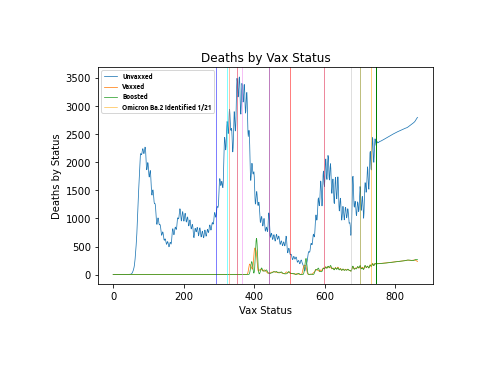 Deaths by Vax Status
Unvaxxed
Vaxxed
Boosted
Omicron Ba.2 Identified 1/21
Deaths by Status
3500
3000
2500
2000
1500
1000
500
0
0 200 400 600 800
Vax Status